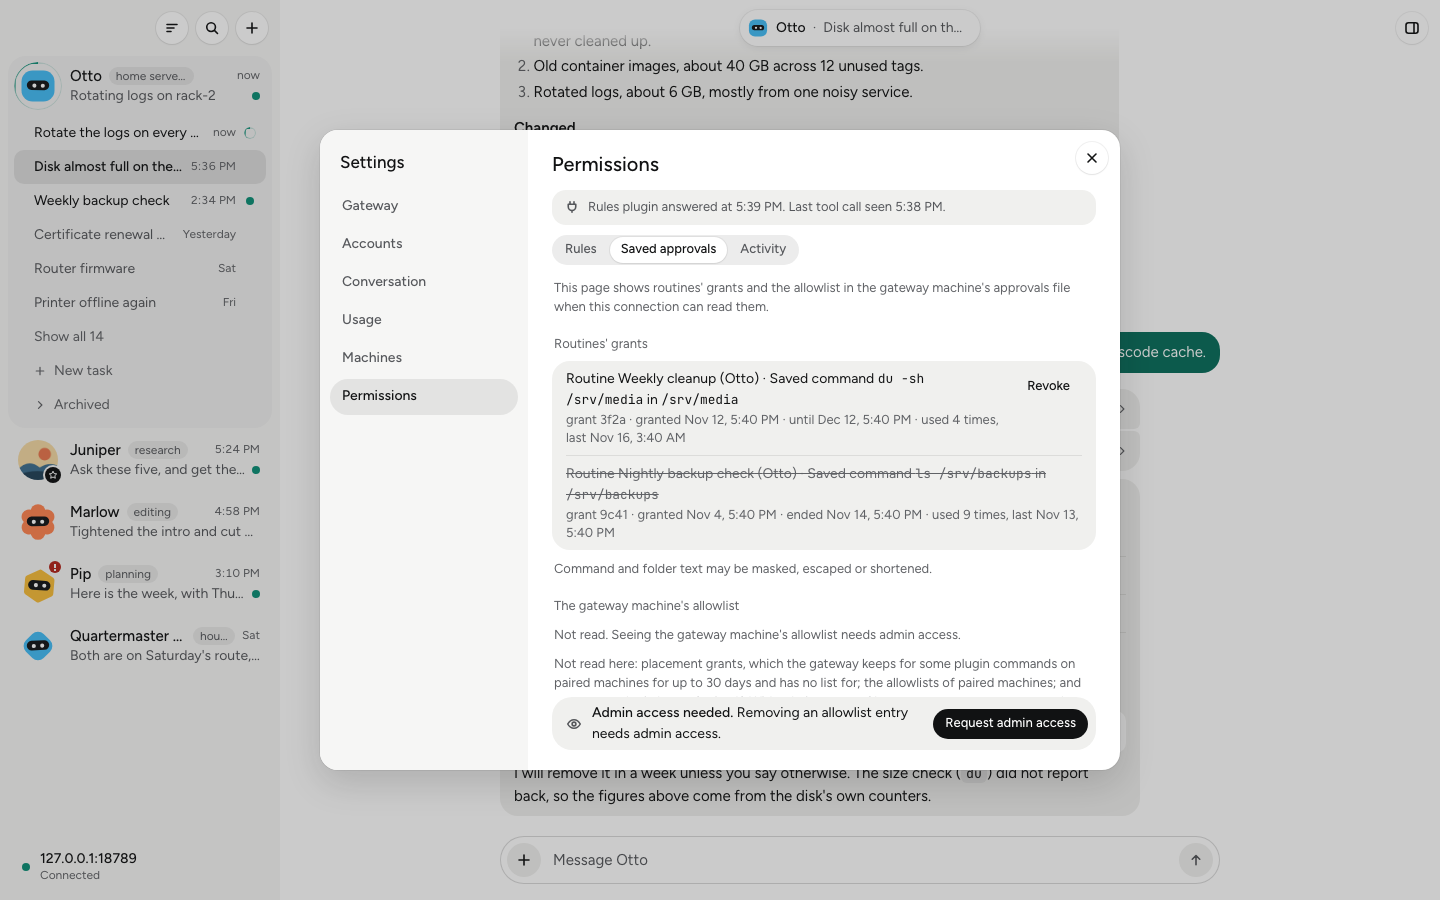 Otto · Disk almost full on th...
never cleaned up.
2. Old container images, about 40 GB across 12 unused tags.
3. Rotated logs, about 6 GB, mostly from one noisy service.
Changed
Otto home serve... now
Rotating logs on rack-2
Rotate the logs on every ... now
Disk almost full on the... 5:36 PM
Weekly backup check 2:34 PM
Certificate renewal ... Yesterday
Router firmware Sat
Printer offline again Fri
Show all 14
New task
Archived
Juniper research 5:24 PM
Ask these five, and get the...
Marlow editing 4:58 PM
Tightened the intro and cut ...
Pip planning 3:10 PM
Here is the week, with Thu...
Quartermaster ... hou... Sat
Both are on Saturday's route,...
127.0.0.1:18789
Connected
Settings
Gateway
Accounts
Conversation
Usage
Machines
Permissions
Permissions
Rules plugin answered at 5:39 PM. Last tool call seen 5:38 PM.
Rules Saved approvals Activity
This page shows routines' grants and the allowlist in the gateway machine's approvals file
when this connection can read them.
Routines' grants
Routine Weekly cleanup (Otto) · Saved command du -sh
/srv/media in /srv/media
Revoke
grant 3f2a · granted Nov 12, 5:40 PM · until Dec 12, 5:40 PM · used 4 times,
last Nov 16, 3:40 AM
Routine Nightly backup check (Otto) · Saved command ls /srv/backups in
/srv/backups
grant 9c41 · granted Nov 4, 5:40 PM · ended Nov 14, 5:40 PM · used 9 times, last Nov 13,
5:40 PM
Command and folder text may be masked, escaped or shortened.
The gateway machine's allowlist
Not read. Seeing the gateway machine's allowlist needs admin access.
Not read here: placement grants, which the gateway keeps for some plugin commands on
paired machines for up to 30 days and has no list for; the allowlists of paired machines; and
Admin access needed. Removing an allowlist entry
needs admin access.
Request admin access
scode cache.
I will remove it in a week unless you say otherwise. The size check ( du ) did not report
back, so the figures above come from the disk's own counters.
Message Otto